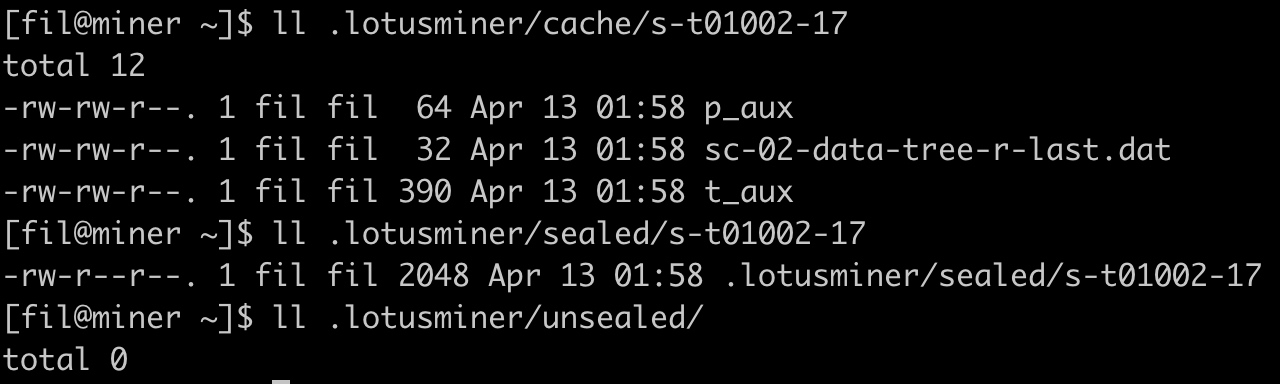 [fil@miner ~]$ ll .lotusminer/cache/s-t01002-17
total 12
-rw-rw-r--. 1 fil fil  64 Apr 13 01:58 p_aux
-rw-rw-r--. 1 fil fil  32 Apr 13 01:58 sc-02-data-tree-r-last.dat
-rw-rw-r--. 1 fil fil 390 Apr 13 01:58 t_aux
[fil@miner ~]$ ll .lotusminer/sealed/s-t01002-17
-rw-r--r--. 1 fil fil 2048 Apr 13 01:58 .lotusminer/sealed/s-t01002-17
[fil@miner ~]$ ll .lotusminer/unsealed/
total 0